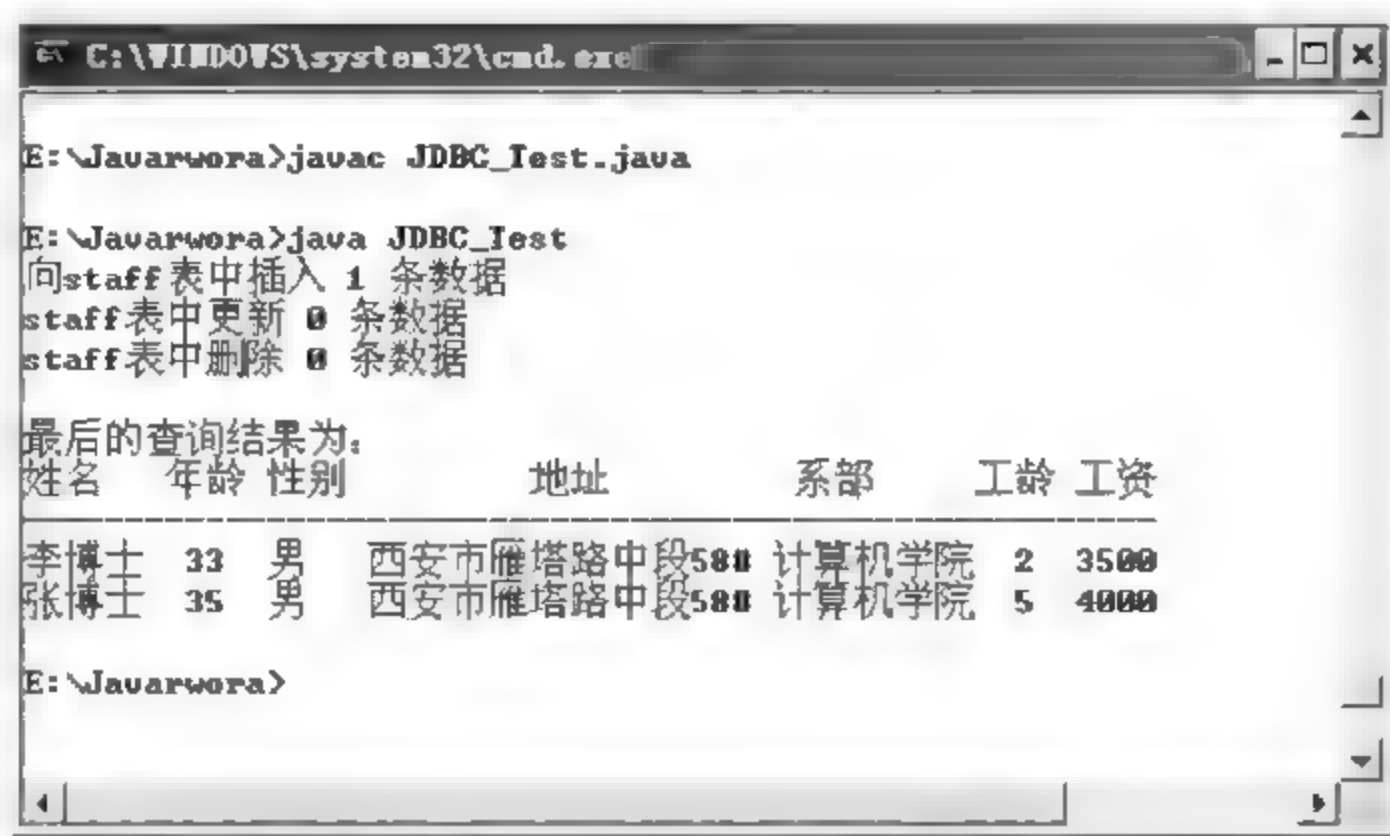 C:\WINDOWS\system32\cmd.exe
E:\Javarwora>javac JDBC_Test.java
E:\Javarwora>java JDBC_Test
向staff表中插入 1 条数据
staff表中更新 0 条数据
staff表中删除 0 条数据
最后的查询结果为:
姓名 年龄 性别 地址 系部 工龄 工资
李博士 33 男 西安市雁塔路中段 计算机学院 2 3500
张博士 35 男 西安市雁塔路中段 计算机学院 5 4000
E:\Javarwora>